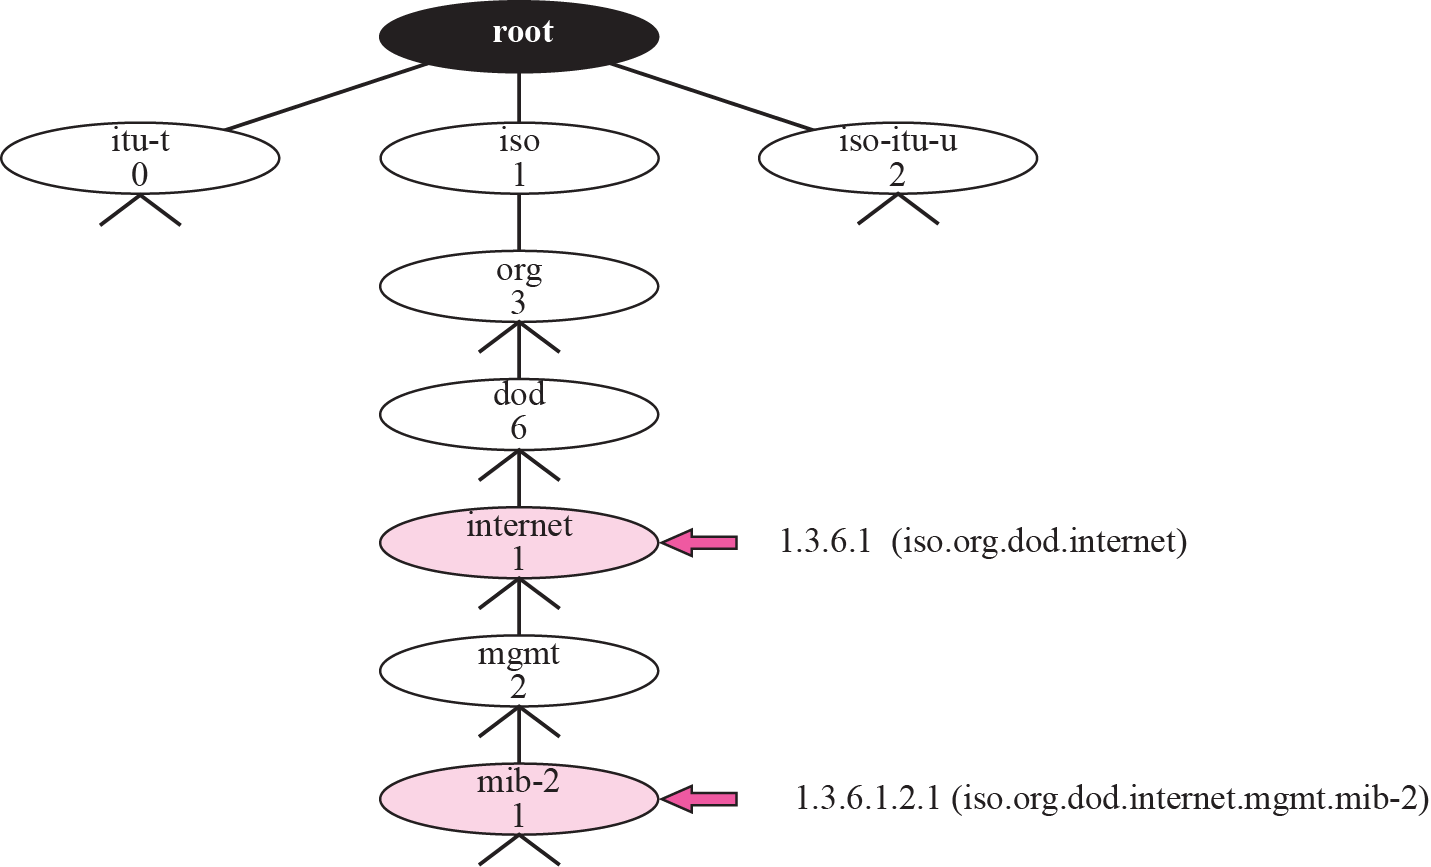 root
itu-t
0
iso
1
iso-itu-u
2
org
3
dod
6
internet
1
1.3.6.1 (iso.org.dod.internet)
mgmt
2
mib-2
1
1.3.6.1.2.1 (iso.org.dod.internet.mgmt.mib-2)